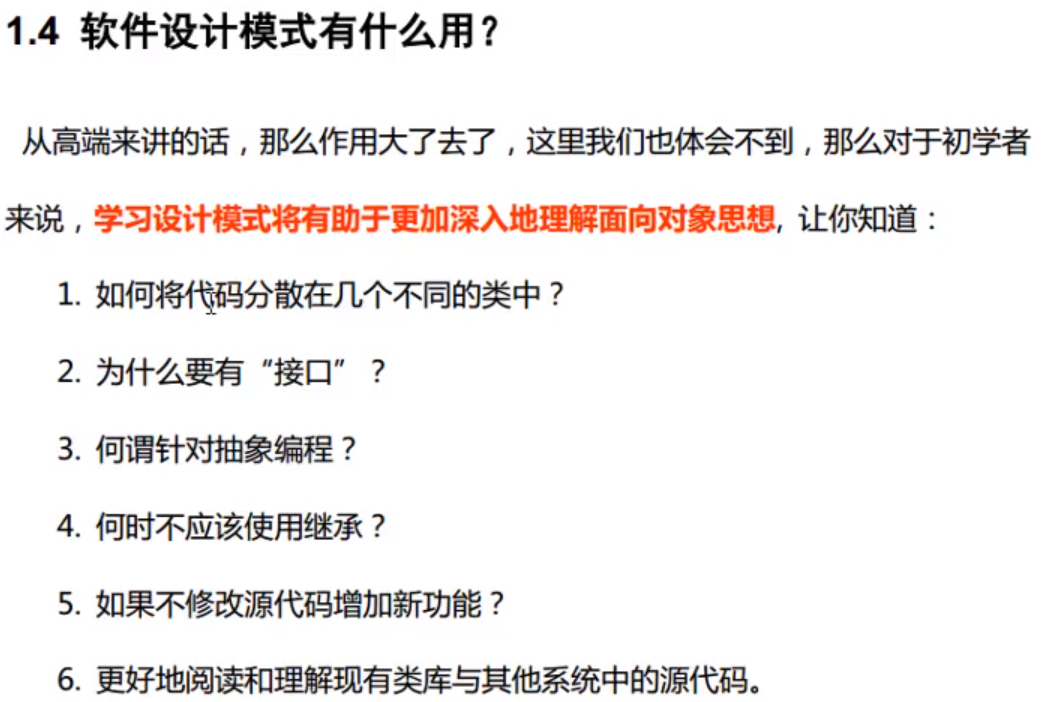 1.4 软件设计模式有什么用？
从高端来讲的话，那么作用大了去了，这里我们也体会不到，那么对于初学者
来说，学习设计模式将有助于更加深入地理解面向对象思想, 让你知道：
1. 如何将代码分散在几个不同的类中？
2. 为什么要有“接口”？
3. 何谓针对抽象编程？
4. 何时不应该使用继承？
5. 如果不修改源代码增加新功能？
6. 更好地阅读和理解现有类库与其他系统中的源代码。